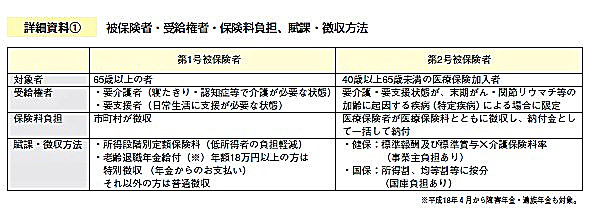 詳細資料① 被保険者・受給権者・保険料負担、賦課・徴収方法
第1号被保険者 第2号被保険者
対象者 65歳以上の者 40歳以上65歳未満の医療保険加入者
受給権者 ・要介護者(寝たきり・認知症等で介護が必要な状態)
・要支援者(日常生活に支援が必要な状態)
要介護・要支援状態が、末期がん・関節リウマチ等の
加齢に起因する疾病(特定疾病)による場合に限定
保険料負担 市町村が徴収 医療保険者が医療保険料とともに徴収し、納付金とし
て一括して納付
賦課・徴収方法 ・所得段階別定額保険料(低所得者の負担軽減)
・老齢退職年金給付(※)年額18万円以上の方は
特別徴収(年金からのお支払い)
それ以外の方は普通徴収
・健保:標準報酬及び標準賞与×介護保険料率
(事業主負担あり)
・国保:所得割、均等割等に按分
(国庫負担あり)
※平成18年4月から障害年金・遺族年金も対象。